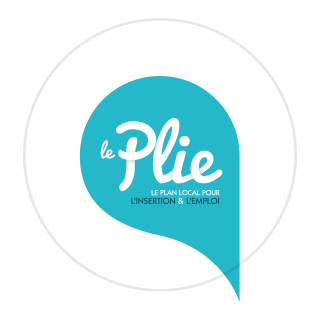 le Plie
LE PLAN LOCAL POUR
L'INSERTION & L'EMPLOI